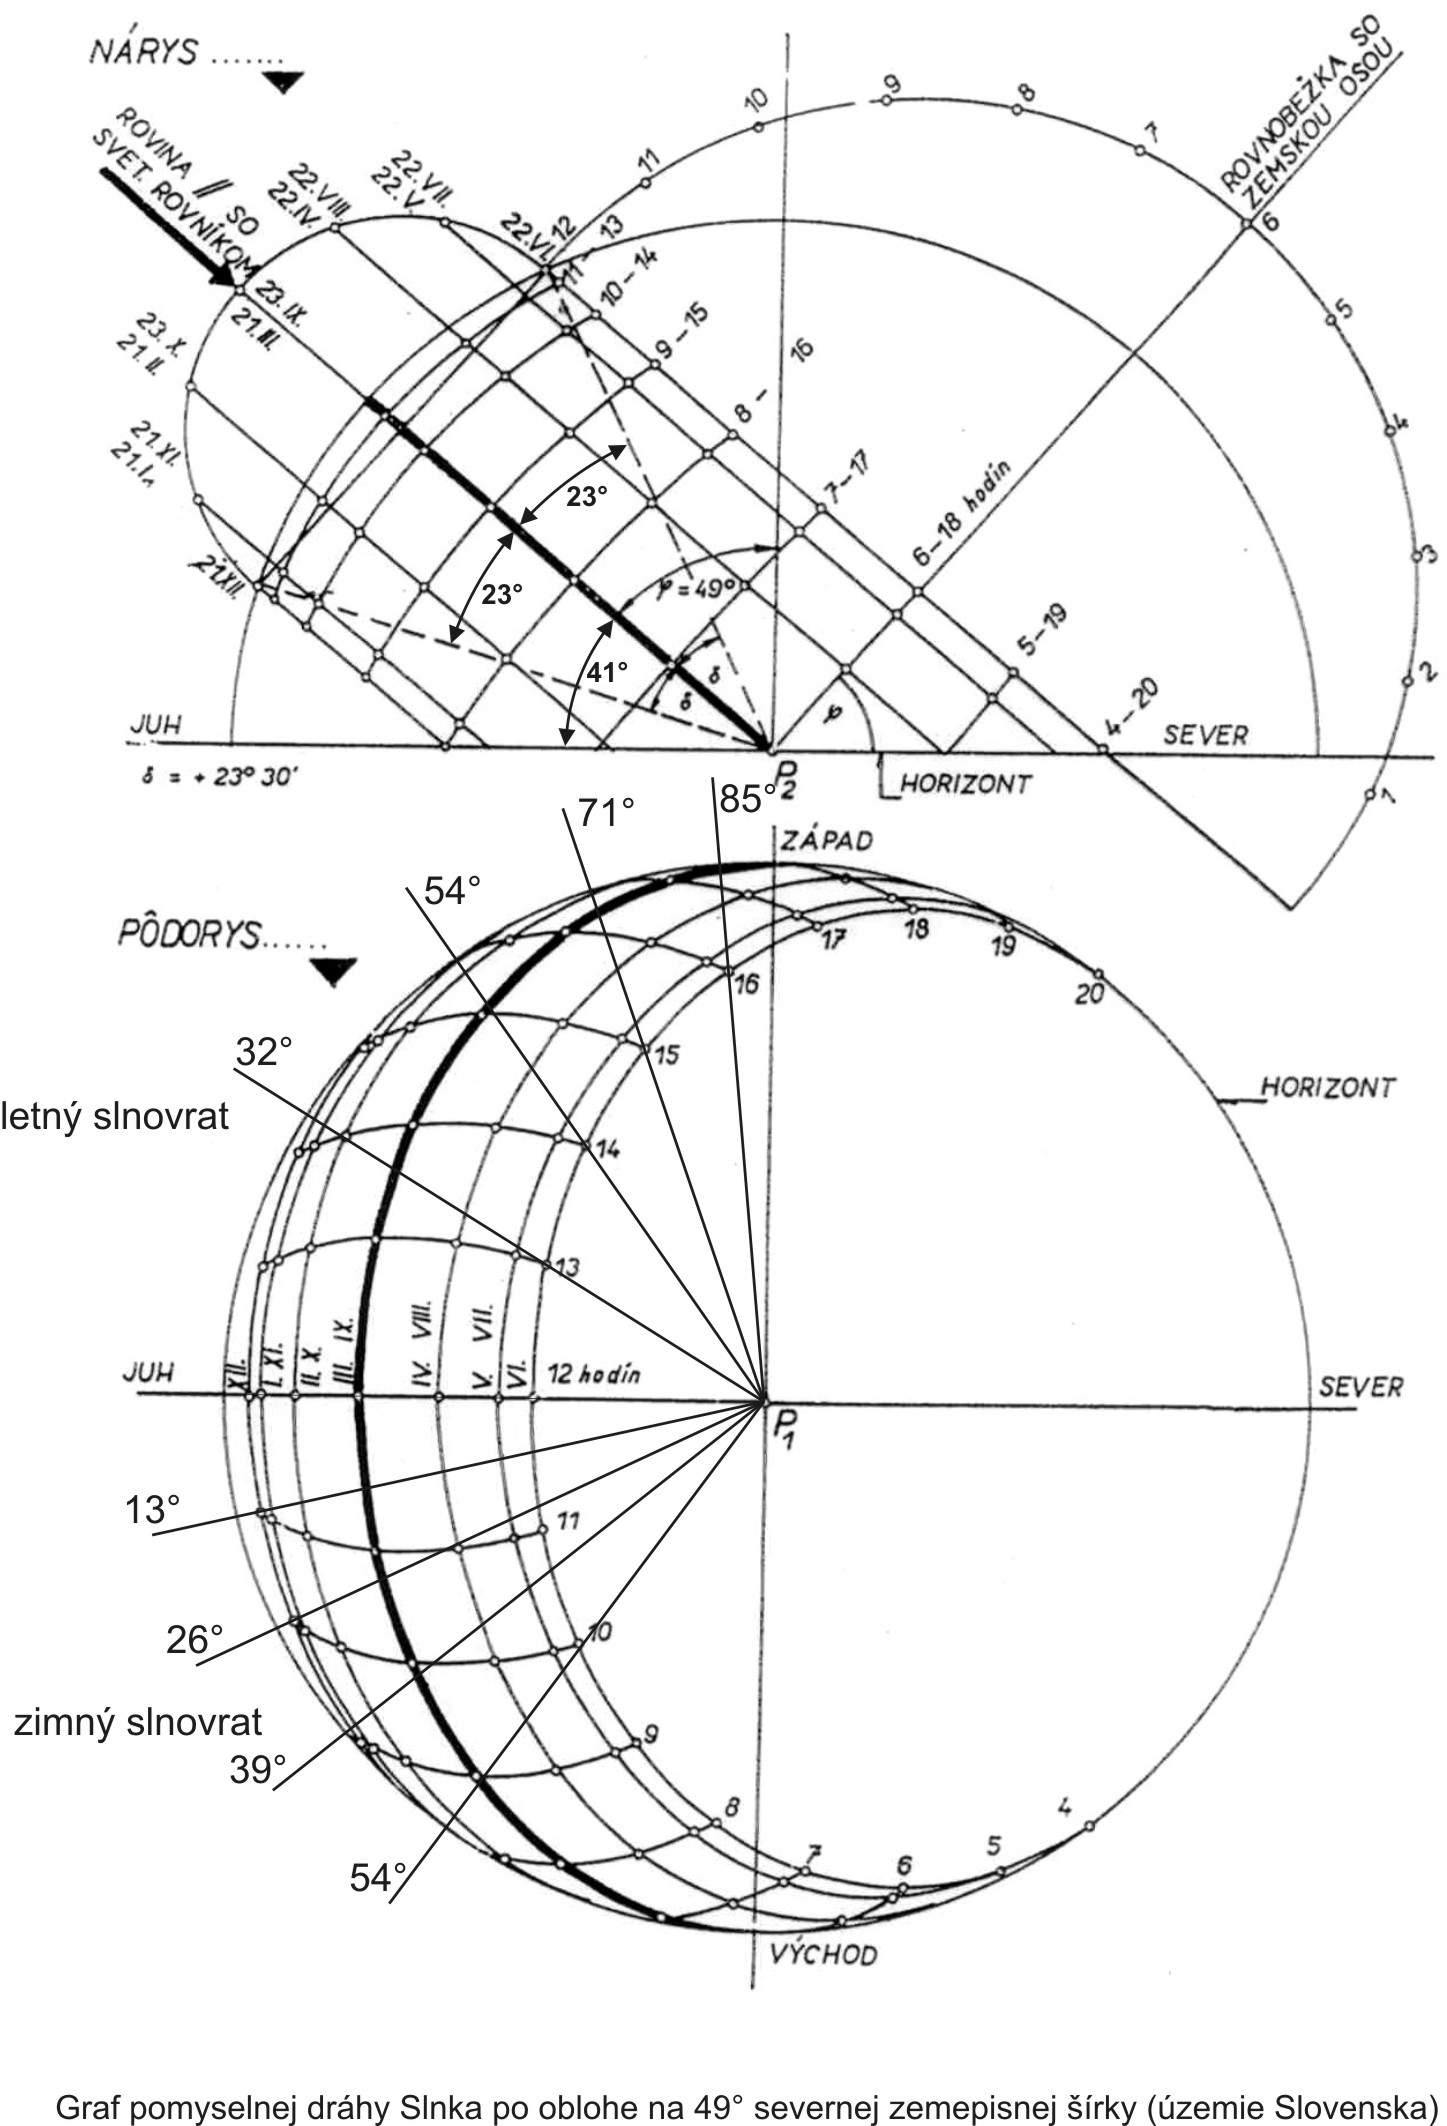 NÁRYS .......
ROVNOBEŽKA SO
ZEMSKOU OSOU
ROVINA // SO
SVET. ROVNÍKOM
22.VII.
22.V.
22.VIII.
22.IV.
22.VI.
12
13
11
10-14
9-15
8 -
16
7-17
6-18 hodín
5-19
4-20
11
10
9
8
7
6
5
4
3
2
1
23.IX.
21.III.
23.X.
21.II.
21.XI.
21.I.
21.XII.
23°
23°
41°
φ=49°
δ
δ
φ
JUH
SEVER
δ = + 23° 30'
P2
HORIZONT
85°
71°
54°
32°
ZÁPAD
PÔDORYS......
17
18
19
20
16
15
14
13
HORIZONT
letný slnovrat
JUH
XII.
I. XI.
II. X.
III. IX.
IV. VIII.
V. VII.
VI.
12 hodín
SEVER
P1
13°
26°
zimný slnovrat
39°
54°
11
10
9
8
7
6
5
4
VÝCHOD
Graf pomyselnej dráhy Slnka po oblohe na 49° severnej zemepisnej šírky (územie Slovenska)